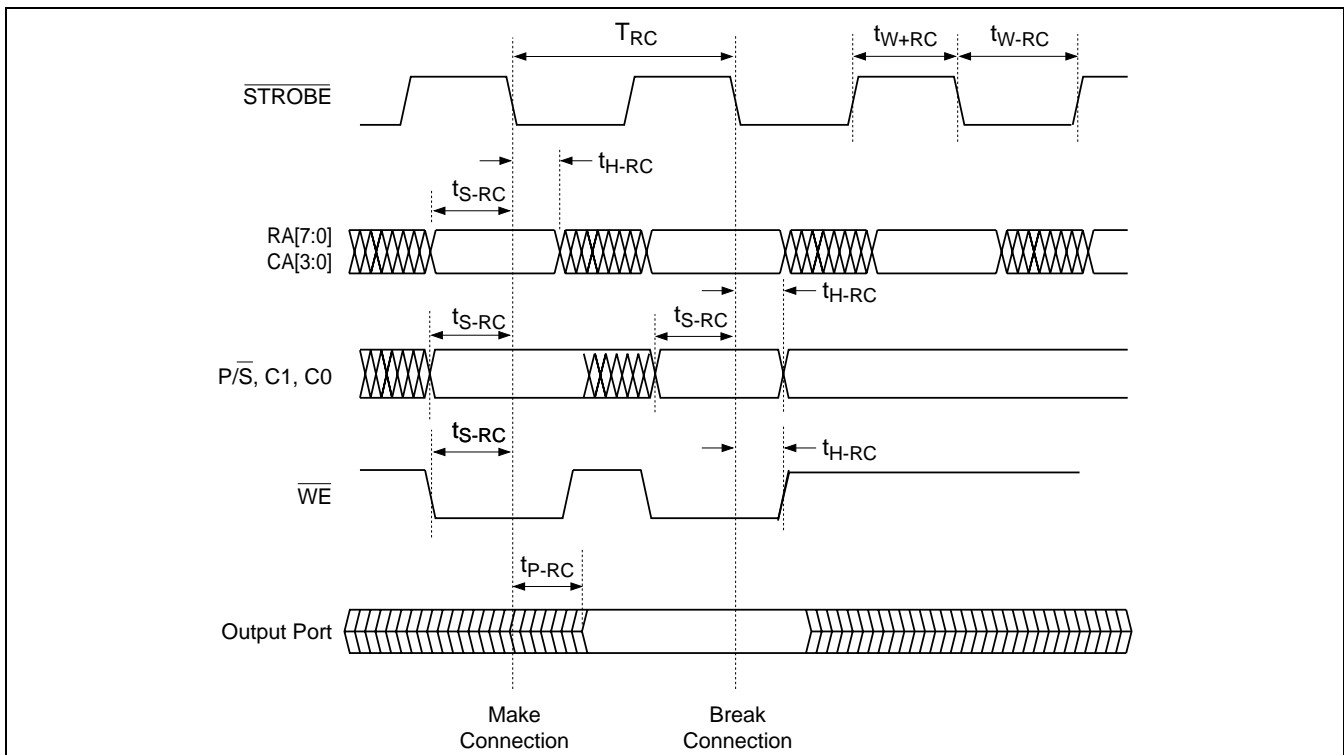 T_RC
t_W+RC
t_W-RC
STROBE
t_H-RC
t_S-RC
RA[7:0]
CA[3:0]
t_H-RC
t_S-RC
t_S-RC
P/S, C1, C0
t_S-RC
t_H-RC
WE
t_P-RC
Output Port
Make
Connection
Break
Connection